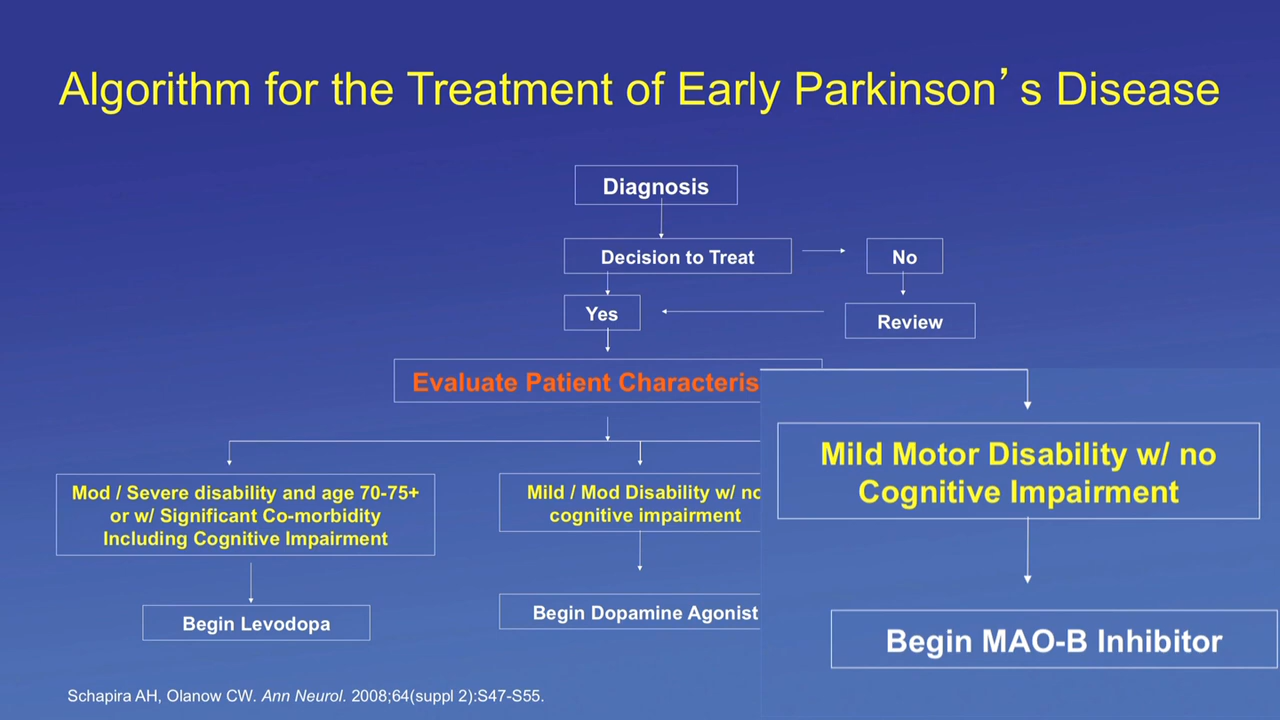 Algorithm for the Treatment of Early Parkinson’s Disease
Diagnosis
Decision to Treat
No
Yes
Review
Evaluate Patient Characteris
Mod / Severe disability and age 70-75+
or w/ Significant Co-morbidity
Including Cognitive Impairment
Begin Levodopa
Mild / Mod Disability w/ no
cognitive impairment
Begin Dopamine Agonist
Mild Motor Disability w/ no
Cognitive Impairment
Begin MAO-B Inhibitor
Schapira AH, Olanow CW. Ann Neurol. 2008;64(suppl 2):S47-S55.